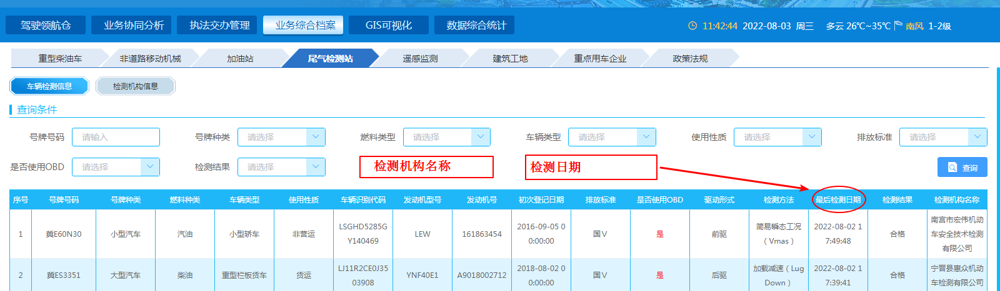 驾驶领航仓 业务协同分析 执法交办管理 业务综合档案 GIS可视化 数据综合统计 11:42:44 2022-08-03 周三 多云 26℃~35℃ 南风 1-2级
重型柴油车 非道路移动机械 加油站 尾气检测站 遥感监测 建筑工地 重点用车企业 政策法规
车辆检测信息 检测机构信息
查询条件
号牌号码 请输入 号牌种类 请选择 燃料类型 请选择 车辆类型 请选择 使用性质 请选择 排放标准 请选择
是否使用OBD 请选择 检测结果 请选择 检测机构名称 检测日期 查询
序号 号牌号码 号牌种类 燃料种类 车辆类型 使用性质 车辆识别代码 发动机型号 发动机号 初次登记日期 排放标准 是否使用OBD 驱动形式 检测方法 最后检测日期 检测结果 检测机构名称
1 冀E60N30 小型汽车 汽油 小型轿车 非营运 LSGHD5285G
Y140469 LEW 161863454 2016-09-05 0
0:00:00 国Ⅴ 是 前驱 简易瞬态工况
（Vmas） 2022-08-02 1
7:49:48 合格 南宫市宏伟机动
车安全技术检测
有限公司
2 冀ES3351 大型汽车 柴油 重型栏板货车 货运 LJ11R2CE0J35
03908 YNF40E1 A9018002712 2018-08-02 0
0:00:00 国Ⅴ 是 后驱 加载减速（Lug
Down） 2022-08-02 1
7:39:41 合格 宁晋县惠众机动
车检测有限公司